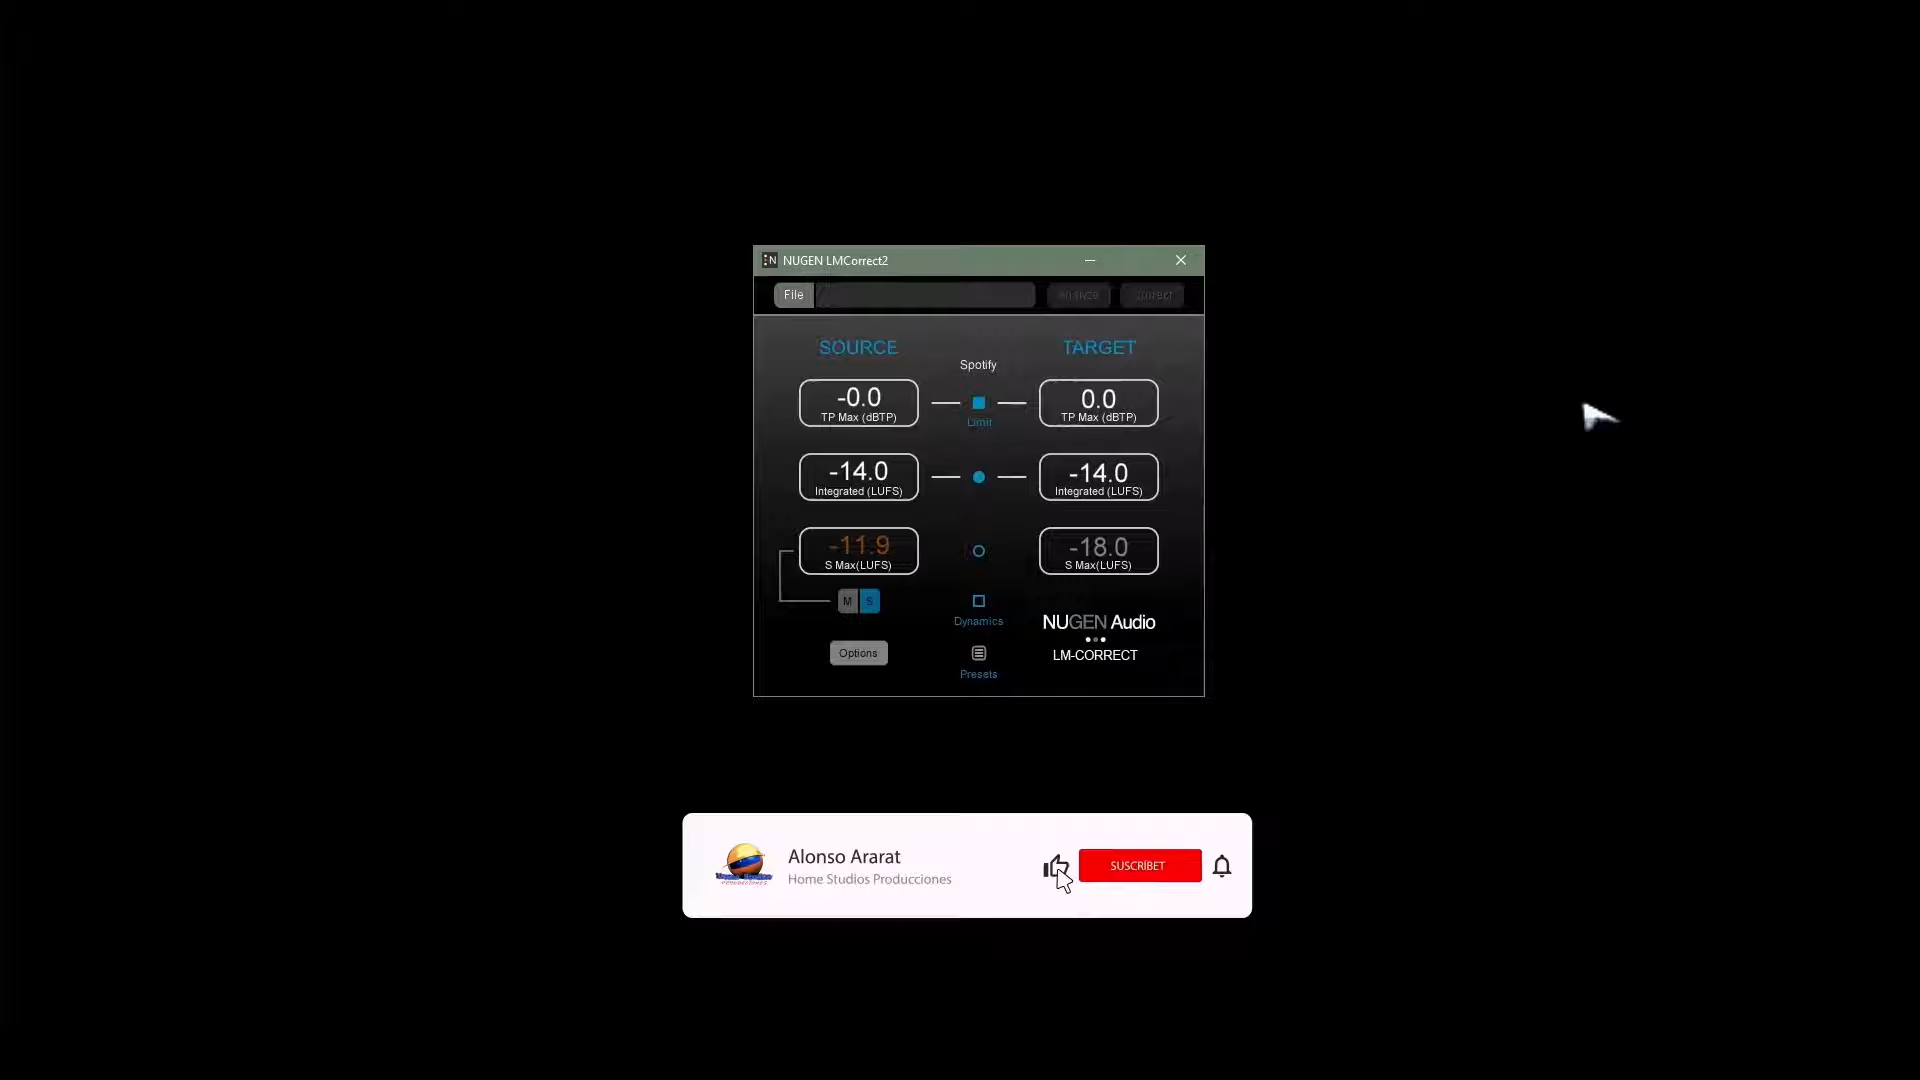 NUGEN LMCorrect2
File
Analyze
Correct
SOURCE
Spotify
TARGET
-0.0
TP Max (dBTP)
Limit
0.0
TP Max (dBTP)
-14.0
Integrated (LUFS)
-14.0
Integrated (LUFS)
-11.9
S Max(LUFS)
-18.0
S Max(LUFS)
M S
Dynamics
NUGEN Audio
LM-CORRECT
Options
Presets
Alonso Ararat
Home Studios Producciones
SUSCRÍBET